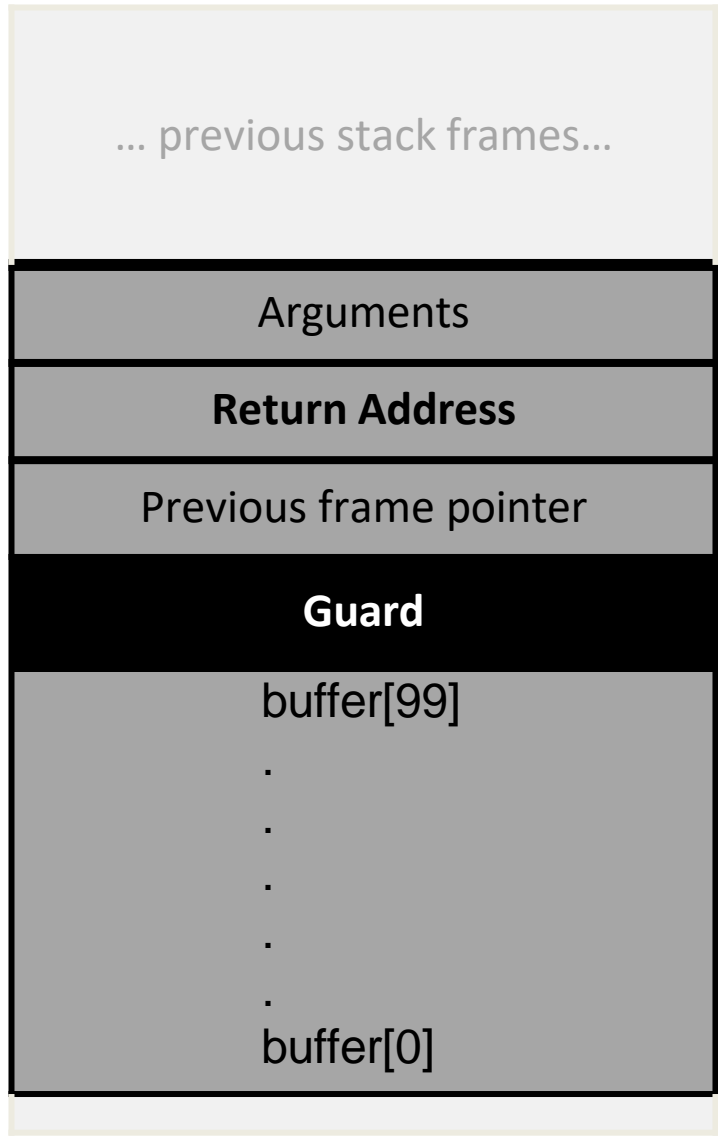 … previous stack frames…
Arguments
Return Address
Previous frame pointer
Guard
buffer[99]
.
.
.
.
.
buffer[0]